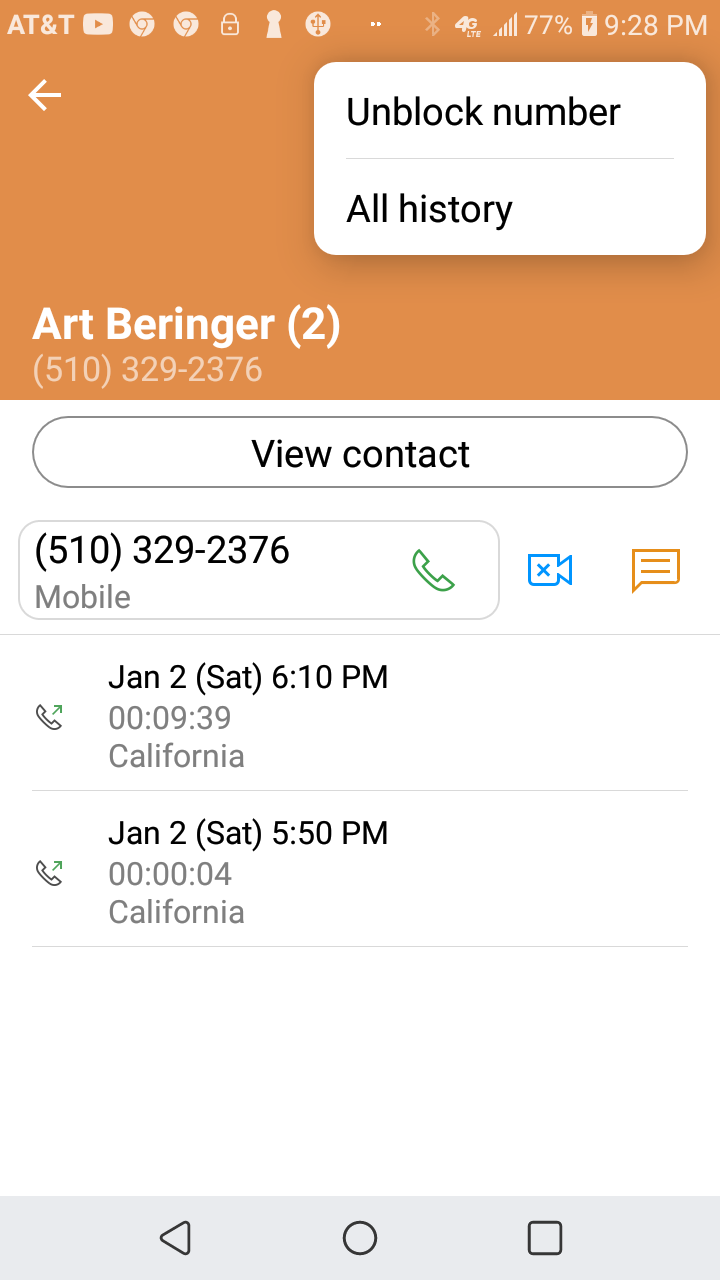 AT&T 4G LTE 77% 9:28 PM
Unblock number
All history
Art Beringer (2)
(510) 329-2376
View contact
(510) 329-2376
Mobile
Jan 2 (Sat) 6:10 PM
00:09:39
California
Jan 2 (Sat) 5:50 PM
00:00:04
California